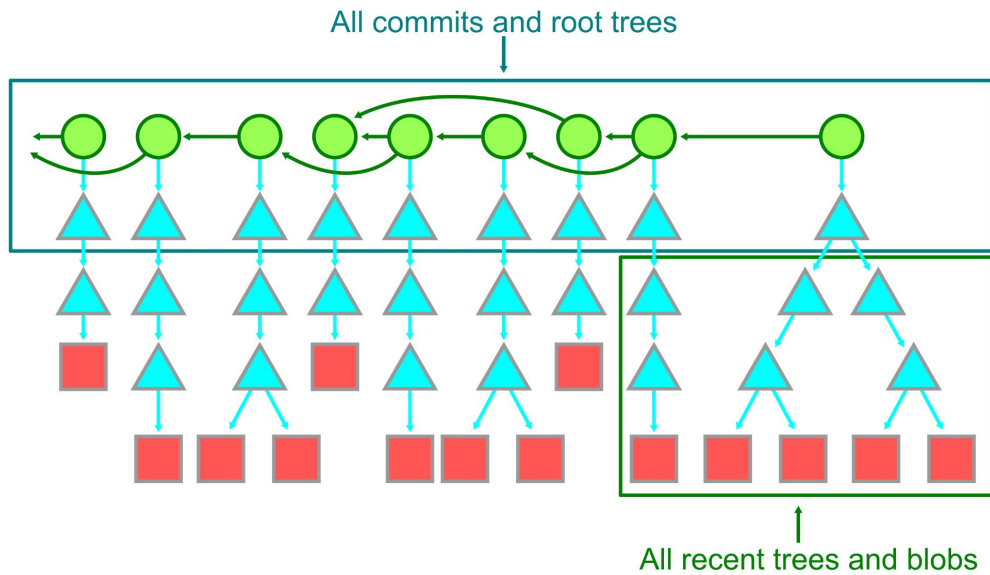 All commits and root trees
All recent trees and blobs